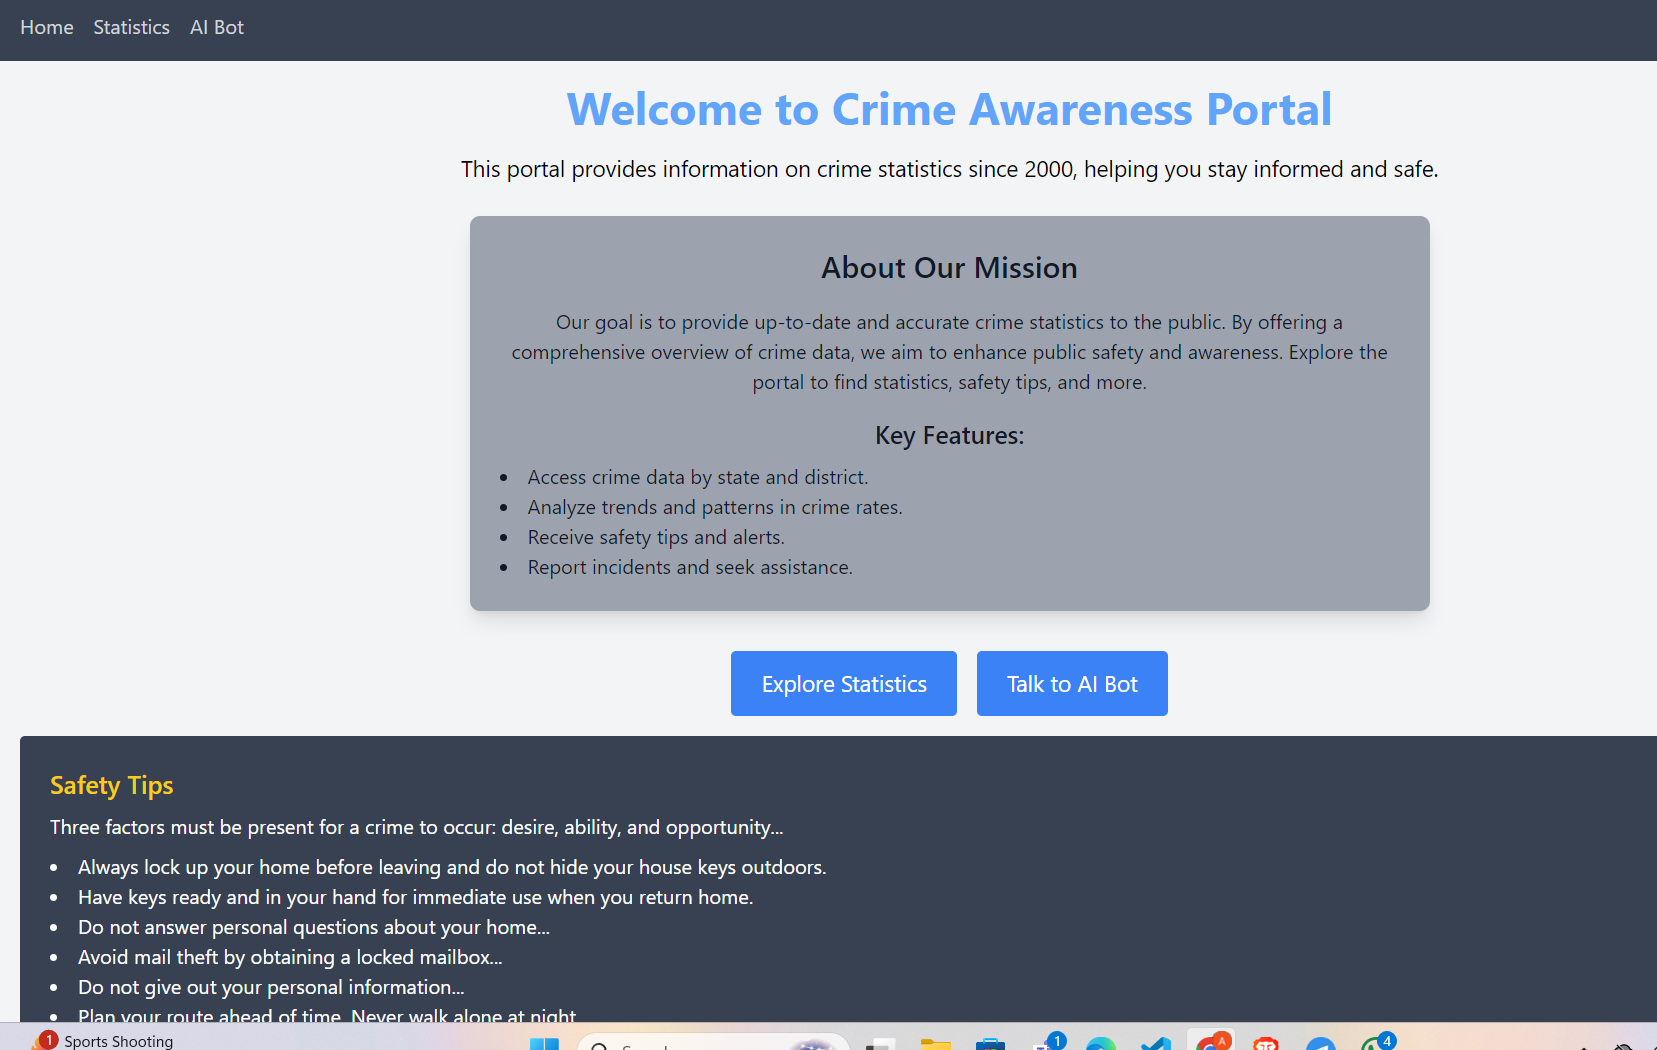 Home Statistics AI Bot
Welcome to Crime Awareness Portal
This portal provides information on crime statistics since 2000, helping you stay informed and safe.
About Our Mission
Our goal is to provide up-to-date and accurate crime statistics to the public. By offering a
comprehensive overview of crime data, we aim to enhance public safety and awareness. Explore the
portal to find statistics, safety tips, and more.
Key Features:
• Access crime data by state and district.
• Analyze trends and patterns in crime rates.
• Receive safety tips and alerts.
• Report incidents and seek assistance.
Explore Statistics Talk to AI Bot
Safety Tips
Three factors must be present for a crime to occur: desire, ability, and opportunity...
• Always lock up your home before leaving and do not hide your house keys outdoors.
• Have keys ready and in your hand for immediate use when you return home.
• Do not answer personal questions about your home...
• Avoid mail theft by obtaining a locked mailbox...
• Do not give out your personal information...
• Plan your route ahead of time. Never walk alone at night
1 Sports Shooting 1 A 4